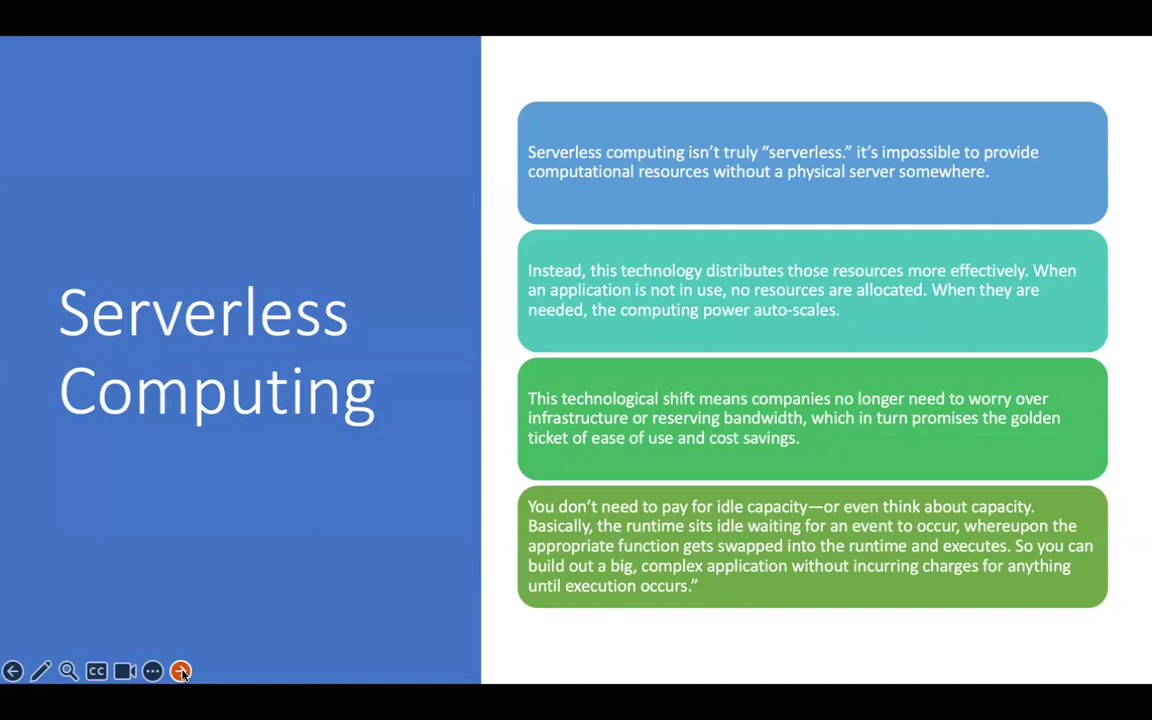 Serverless
Computing
Serverless computing isn’t truly “serverless.” it’s impossible to provide
computational resources without a physical server somewhere.
Instead, this technology distributes those resources more effectively. When
an application is not in use, no resources are allocated. When they are
needed, the computing power auto-scales.
This technological shift means companies no longer need to worry over
infrastructure or reserving bandwidth, which in turn promises the golden
ticket of ease of use and cost savings.
You don’t need to pay for idle capacity—or even think about capacity.
Basically, the runtime sits idle waiting for an event to occur, whereupon the
appropriate function gets swapped into the runtime and executes. So you can
build out a big, complex application without incurring charges for anything
until execution occurs.”
CC